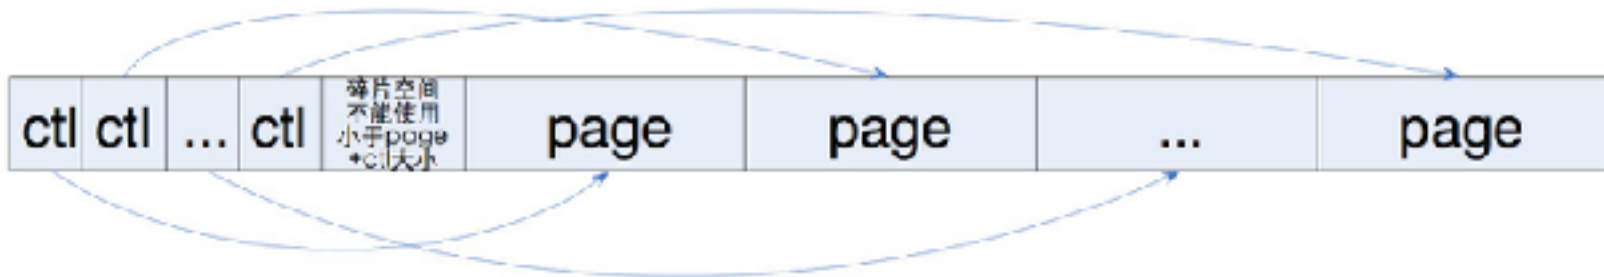 ctl
ctl
...
ctl
碎片空间
不能使用
小于page
+ctl大小
page
page
...
page